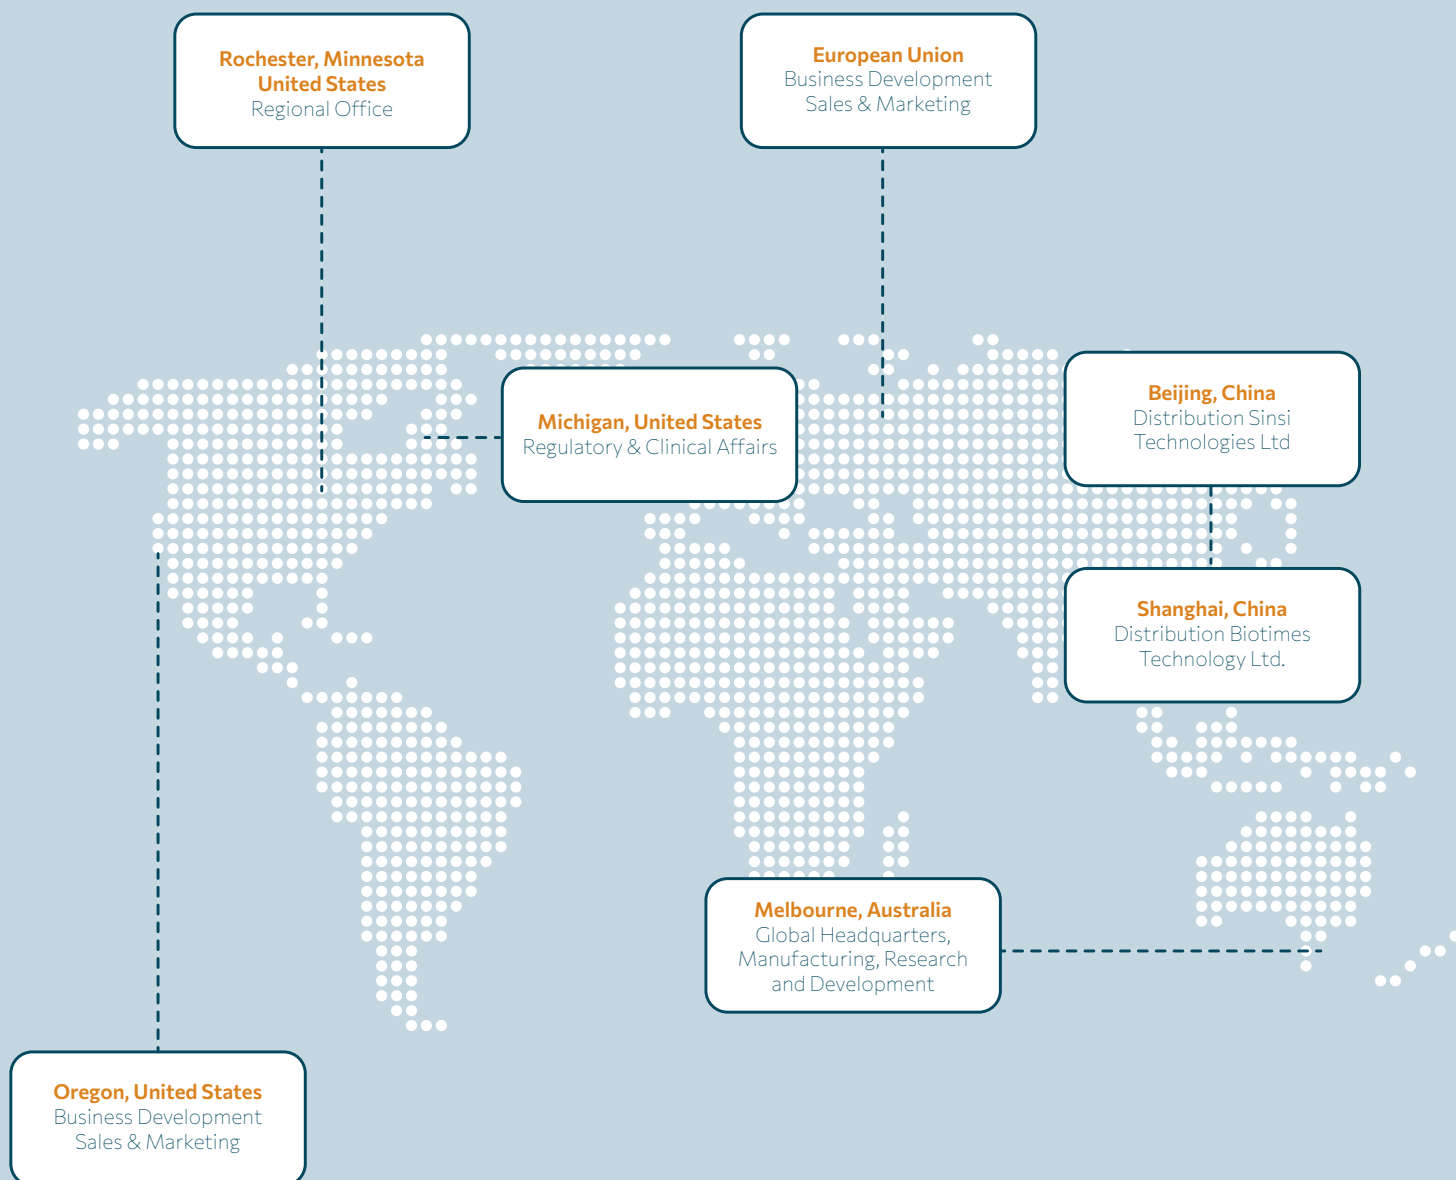 Rochester, Minnesota
United States
Regional Office
European Union
Business Development
Sales & Marketing
Michigan, United States
Regulatory & Clinical Affairs
Beijing, China
Distribution Sinsi
Technologies Ltd
Shanghai, China
Distribution Biotimes
Technology Ltd.
Melbourne, Australia
Global Headquarters,
Manufacturing, Research
and Development
Oregon, United States
Business Development
Sales & Marketing